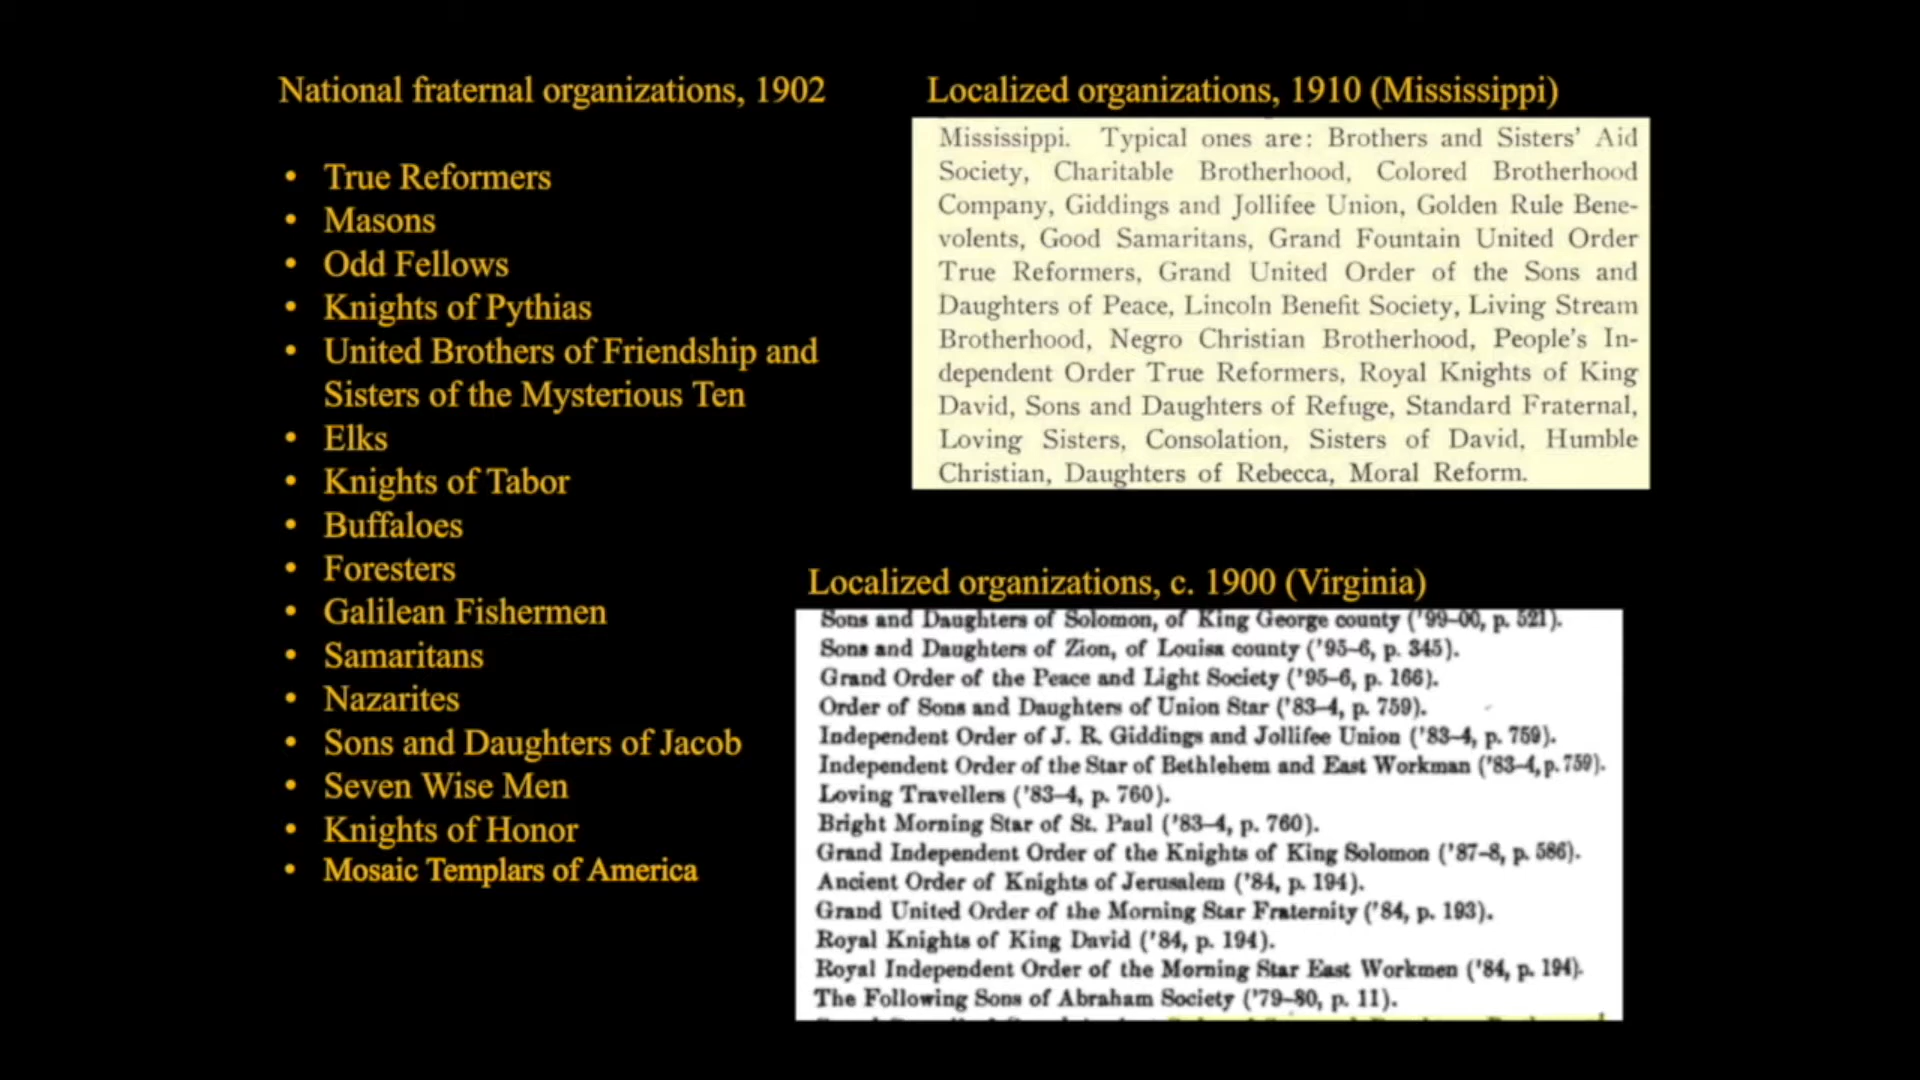 National fraternal organizations, 1902
• True Reformers
• Masons
• Odd Fellows
• Knights of Pythias
• United Brothers of Friendship and
Sisters of the Mysterious Ten
• Elks
• Knights of Tabor
• Buffaloes
• Foresters
• Galilean Fishermen
• Samaritans
• Nazarites
• Sons and Daughters of Jacob
• Seven Wise Men
• Knights of Honor
• Mosaic Templars of America
Localized organizations, 1910 (Mississippi)
Mississippi. Typical ones are: Brothers and Sisters' Aid
Society, Charitable Brotherhood, Colored Brotherhood
Company, Giddings and Jollifee Union, Golden Rule Bene-
volents, Good Samaritans, Grand Fountain United Order
True Reformers, Grand United Order of the Sons and
Daughters of Peace, Lincoln Benefit Society, Living Stream
Brotherhood, Negro Christian Brotherhood, People's In-
dependent Order True Reformers, Royal Knights of King
David, Sons and Daughters of Refuge, Standard Fraternal,
Loving Sisters, Consolation, Sisters of David, Humble
Christian, Daughters of Rebecca, Moral Reform.
Localized organizations, c. 1900 (Virginia)
Sons and Daughters of Solomon, of King George county ('99–00, p. 521).
Sons and Daughters of Zion, of Louisa county ('95–6, p. 345).
Grand Order of the Peace and Light Society ('95–6, p. 166).
Order of Sons and Daughters of Union Star ('83–4, p. 759).
Independent Order of J. R. Giddings and Jollifee Union ('83–4, p. 759).
Independent Order of the Star of Bethlehem and East Workman ('83–4, p. 759).
Loving Travellers ('83–4, p. 760).
Bright Morning Star of St. Paul ('83–4, p. 760).
Grand Independent Order of the Knights of King Solomon ('87–8, p. 586).
Ancient Order of Knights of Jerusalem ('84, p. 194).
Grand United Order of the Morning Star Fraternity ('84, p. 193).
Royal Knights of King David ('84, p. 194).
Royal Independent Order of the Morning Star East Workmen ('84, p. 194).
The Following Sons of Abraham Society ('79–80, p. 11).